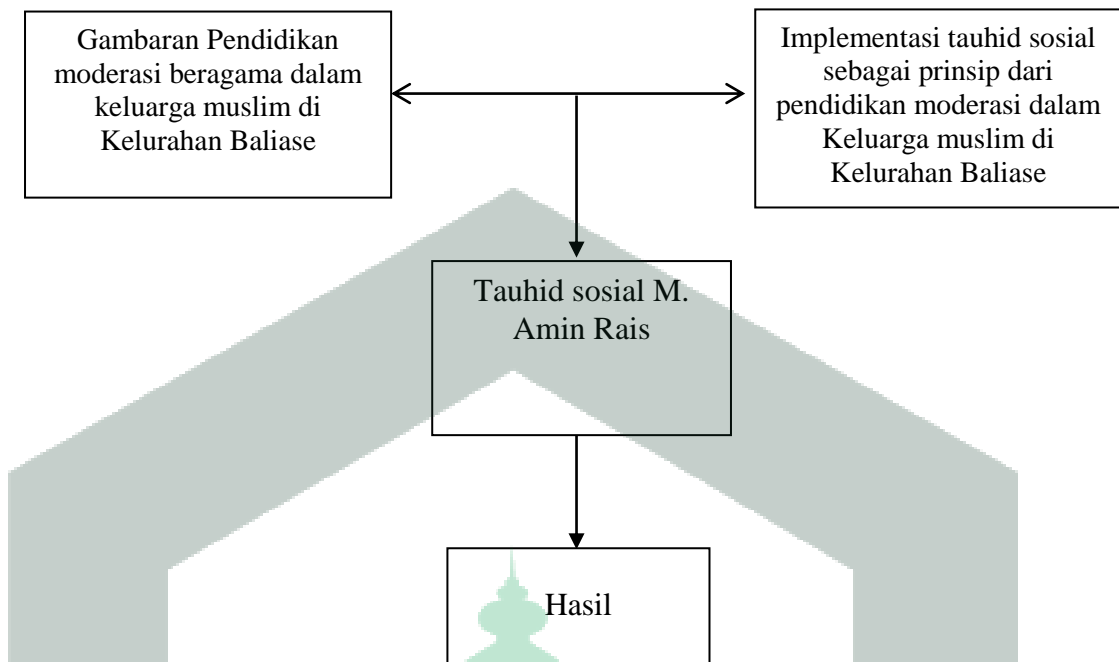 Gambaran Pendidikan
moderasi beragama dalam
keluarga muslim di
Kelurahan Baliase
Implementasi tauhid sosial
sebagai prinsip dari
pendidikan moderasi dalam
Keluarga muslim di
Kelurahan Baliase
Tauhid sosial M.
Amin Rais
Hasil